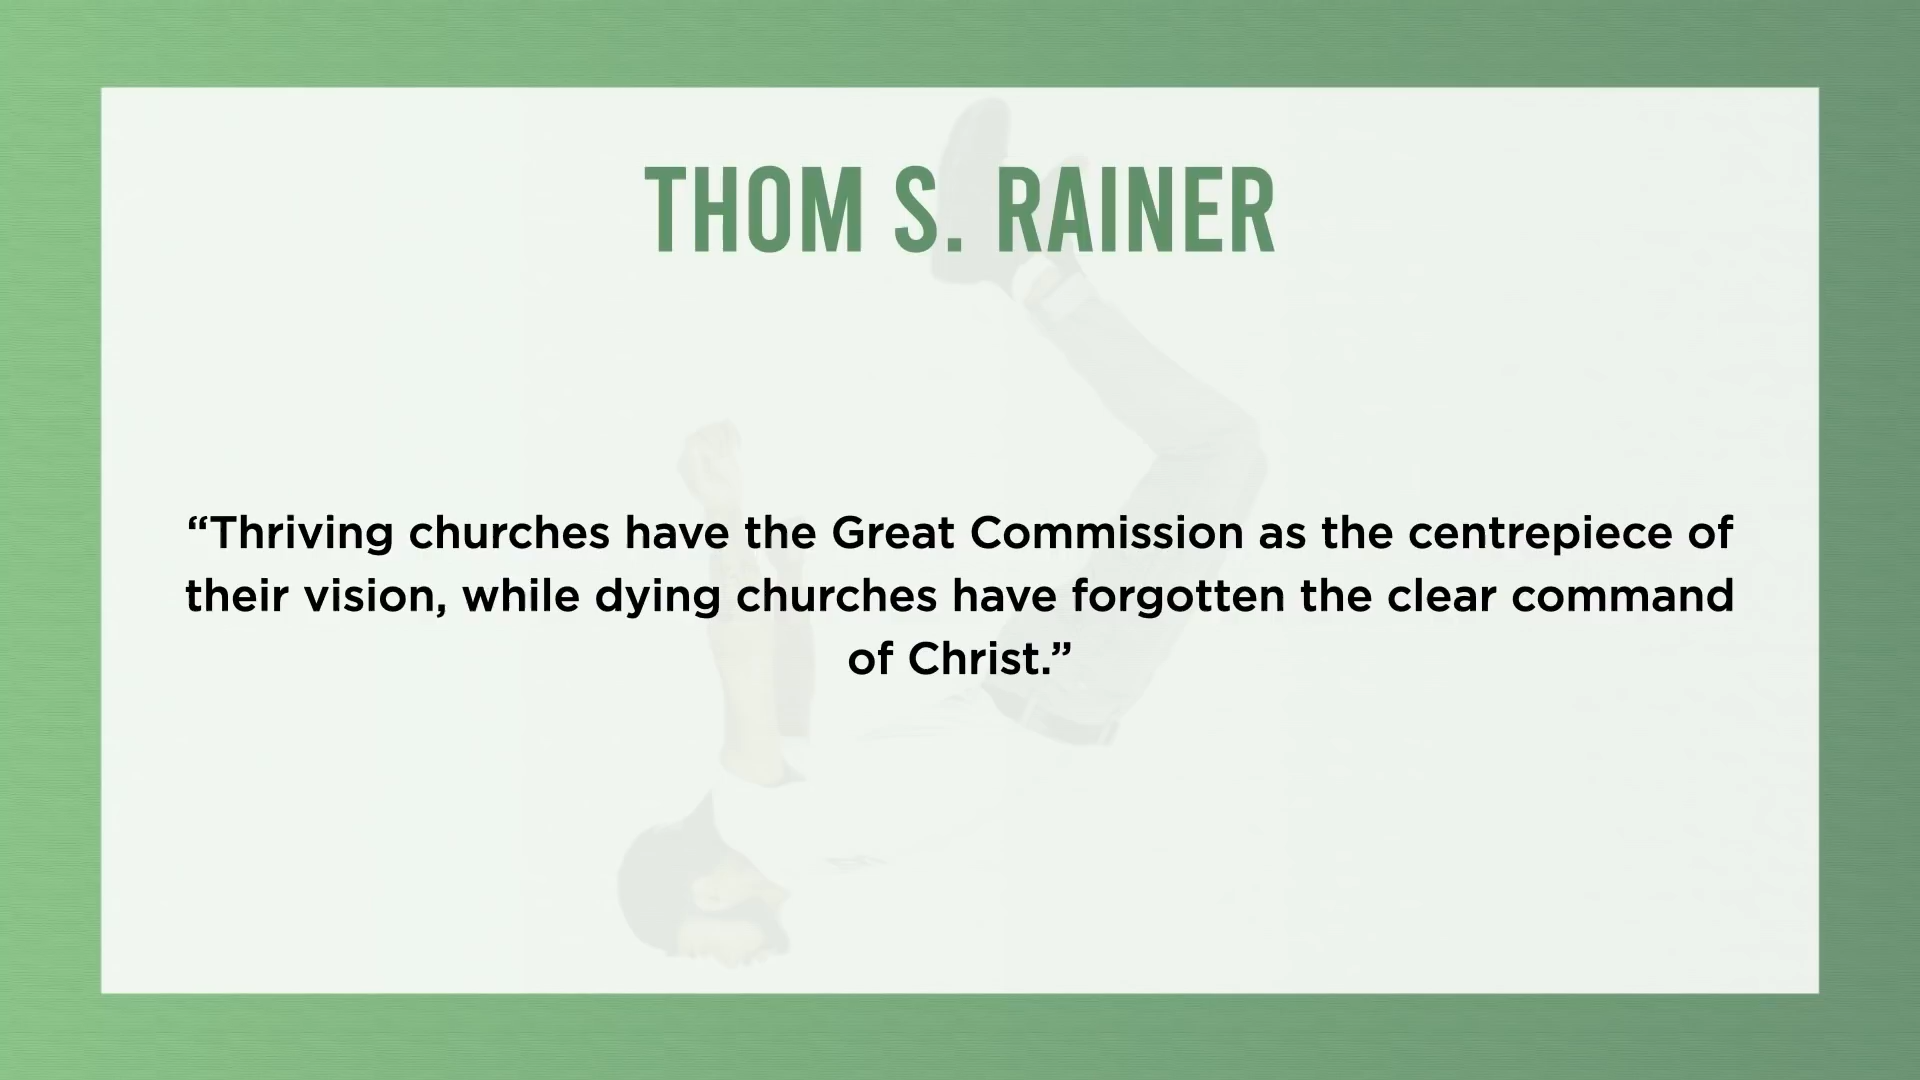 THOM S. RAINER
“Thriving churches have the Great Commission as the centrepiece of
their vision, while dying churches have forgotten the clear command
of Christ.”